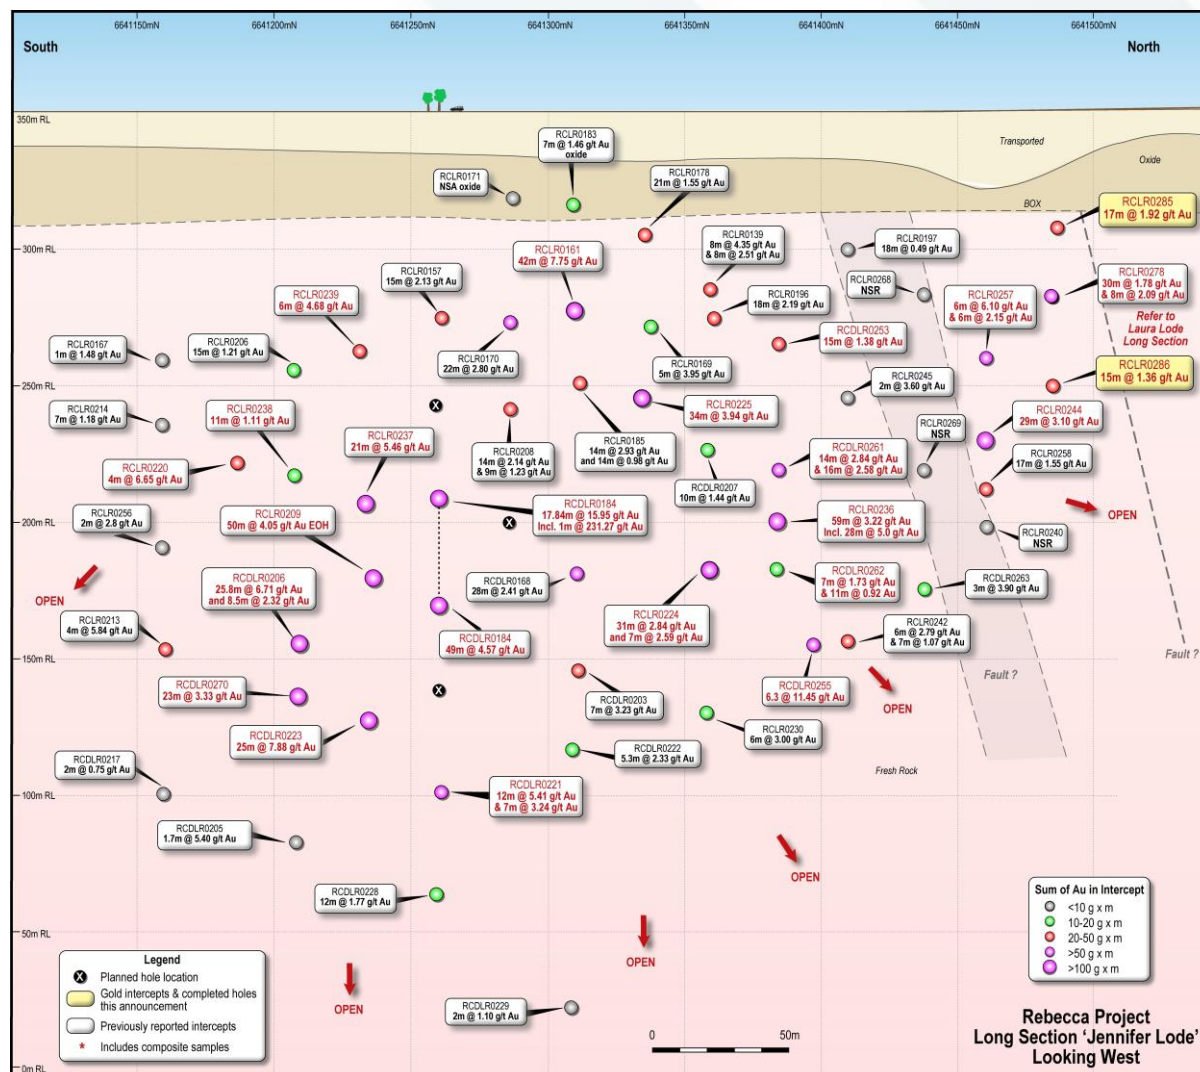 6641150mN
6641200mN
6641250mN
6641300mN
6641350mN
6641400mN
6641450mN
6641500mN
South
North
350m RL
Transported
Oxide
BOX
RCLR0183
7m @ 1.46 g/t Au
oxide
RCLR0171
NSA oxide
RCLR0178
21m @ 1.55 g/t Au
RCLR0285
17m @ 1.92 g/t Au
300m RL
RCLR0161
42m @ 7.75 g/t Au
RCLR0139
8m @ 4.35 g/t Au
& 8m @ 2.51 g/t Au
RCLR0197
18m @ 0.49 g/t Au
RCLR0268
NSR
RCLR0278
30m @ 1.78 g/t Au
& 8m @ 2.09 g/t Au
RCLR0157
15m @ 2.13 g/t Au
RCLR0239
6m @ 4.68 g/t Au
RCLR0196
18m @ 2.19 g/t Au
RCLR0257
6m @ 6.10 g/t Au
& 6m @ 2.15 g/t Au
Refer to
Laura Lode
Long Section
RCLR0167
1m @ 1.48 g/t Au
RCLR0206
15m @ 1.21 g/t Au
RCLR0170
22m @ 2.80 g/t Au
RCLR0169
5m @ 3.95 g/t Au
RCDLR0253
15m @ 1.38 g/t Au
RCLR0286
15m @ 1.36 g/t Au
250m RL
RCLR0245
2m @ 3.60 g/t Au
RCLR0214
7m @ 1.18 g/t Au
RCLR0238
11m @ 1.11 g/t Au
RCLR0225
34m @ 3.94 g/t Au
RCLR0244
29m @ 3.10 g/t Au
RCLR0269
NSR
RCLR0237
21m @ 5.46 g/t Au
RCLR0208
14m @ 2.14 g/t Au
& 9m @ 1.23 g/t Au
RCLR0185
14m @ 2.93 g/t Au
and 14m @ 0.98 g/t Au
RCDLR0261
14m @ 2.84 g/t Au
& 16m @ 2.58 g/t Au
RCLR0258
17m @ 1.55 g/t Au
RCLR0220
4m @ 6.65 g/t Au
RCDLR0207
10m @ 1.44 g/t Au
RCLR0256
2m @ 2.8 g/t Au
RCLR0209
50m @ 4.05 g/t Au EOH
RCDLR0184
17.84m @ 15.95 g/t Au
Incl. 1m @ 231.27 g/t Au
RCLR0236
59m @ 3.22 g/t Au
Incl. 28m @ 5.0 g/t Au
OPEN
200m RL
RCLR0240
NSR
RCDLR0206
25.8m @ 6.71 g/t Au
and 8.5m @ 2.32 g/t Au
RCDLR0168
28m @ 2.41 g/t Au
RCDLR0262
7m @ 1.73 g/t Au
& 11m @ 0.92 g/t Au
RCDLR0263
3m @ 3.90 g/t Au
OPEN
RCLR0213
4m @ 5.84 g/t Au
RCDLR0184
49m @ 4.57 g/t Au
RCLR0224
31m @ 2.84 g/t Au
and 7m @ 2.59 g/t Au
RCLR0242
6m @ 2.79 g/t Au
& 7m @ 1.07 g/t Au
150m RL
Fault ?
RCDLR0270
23m @ 3.33 g/t Au
RCDLR0203
7m @ 3.23 g/t Au
RCDLR0255
6.3 @ 11.45 g/t Au
Fault ?
OPEN
RCDLR0223
25m @ 7.88 g/t Au
RCLR0230
6m @ 3.00 g/t Au
RCDLR0222
5.3m @ 2.33 g/t Au
RCDLR0217
2m @ 0.75 g/t Au
Fresh Rock
RCDLR0221
12m @ 5.41 g/t Au
& 7m @ 3.24 g/t Au
100m RL
RCDLR0205
1.7m @ 5.40 g/t Au
OPEN
RCDLR0228
12m @ 1.77 g/t Au
Sum of Au in Intercept
<10 g x m
10-20 g x m
20-50 g x m
>50 g x m
>100 g x m
50m RL
OPEN
Legend
X Planned hole location
Gold intercepts & completed holes
this announcement
Previously reported intercepts
* Includes composite samples
OPEN
RCDLR0229
2m @ 1.10 g/t Au
0
50m
Rebecca Project
Long Section 'Jennifer Lode'
Looking West
0m RL